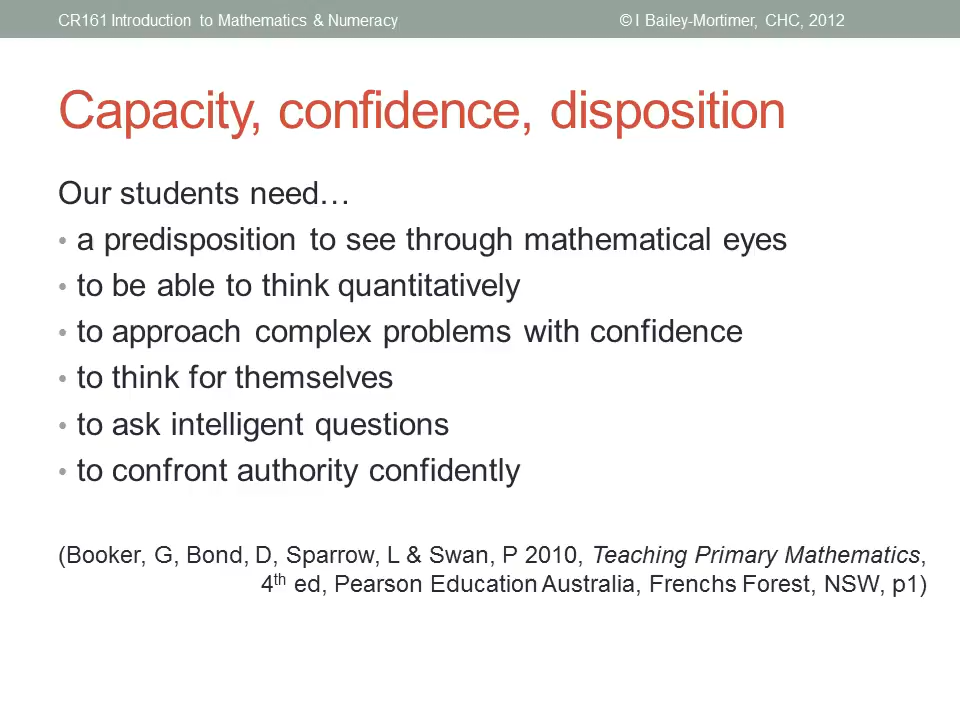 CR161 Introduction to Mathematics & Numeracy © I Bailey-Mortimer, CHC, 2012
Capacity, confidence, disposition
Our students need…
• a predisposition to see through mathematical eyes
• to be able to think quantitatively
• to approach complex problems with confidence
• to think for themselves
• to ask intelligent questions
• to confront authority confidently
(Booker, G, Bond, D, Sparrow, L & Swan, P 2010, Teaching Primary Mathematics,
4th ed, Pearson Education Australia, Frenchs Forest, NSW, p1)